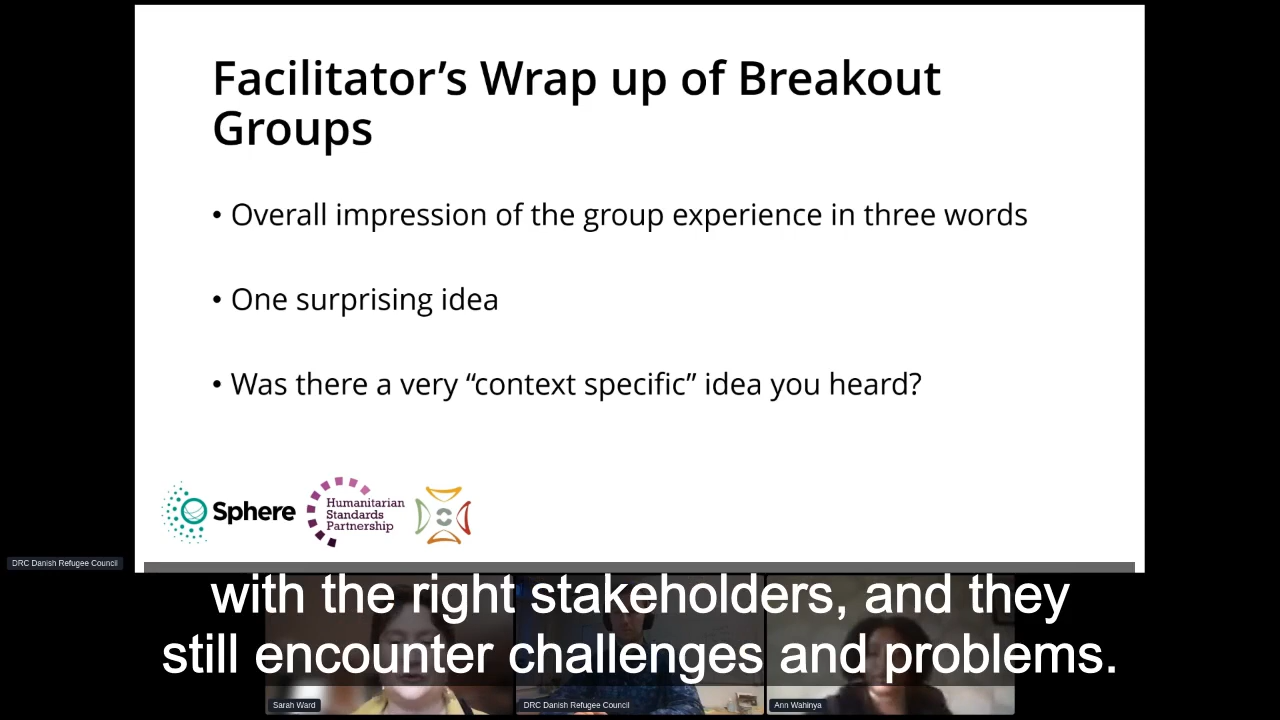 Facilitator’s Wrap up of Breakout
Groups
• Overall impression of the group experience in three words
• One surprising idea
• Was there a very “context specific” idea you heard?
Sphere
Humanitarian
Standards
Partnership
DRC Danish Refugee Council
with the right stakeholders, and they
still encounter challenges and problems.
Sarah Ward
DRC Danish Refugee Council
Ann Wahinya